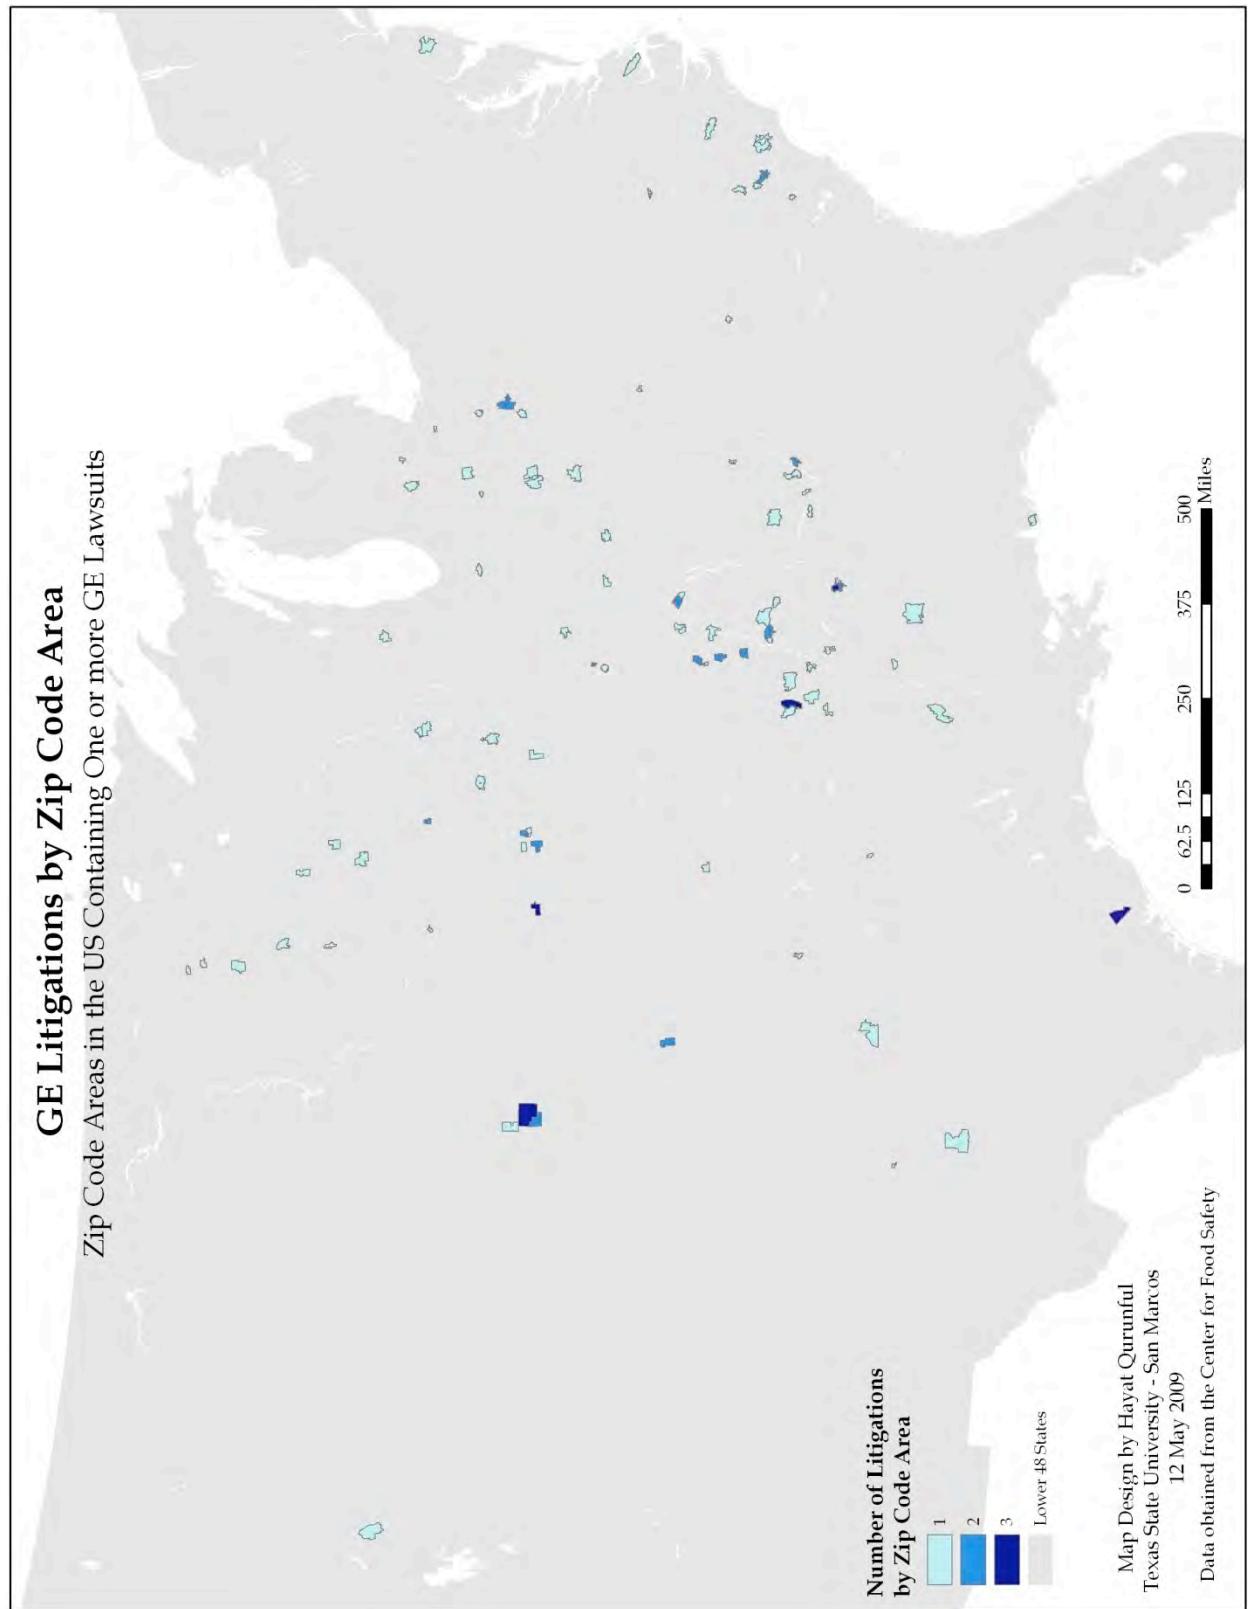 GE Litigations by Zip Code Area
Zip Code Areas in the US Containing One or more GE Lawsuits
Number of Litigations
by Zip Code Area
1
2
3
Lower 48 States
Map Design by Hayat Qurunful
Texas State University - San Marcos
12 May 2009
Data obtained from the Center for Food Safety
0 62.5 125 250 375 500
Miles